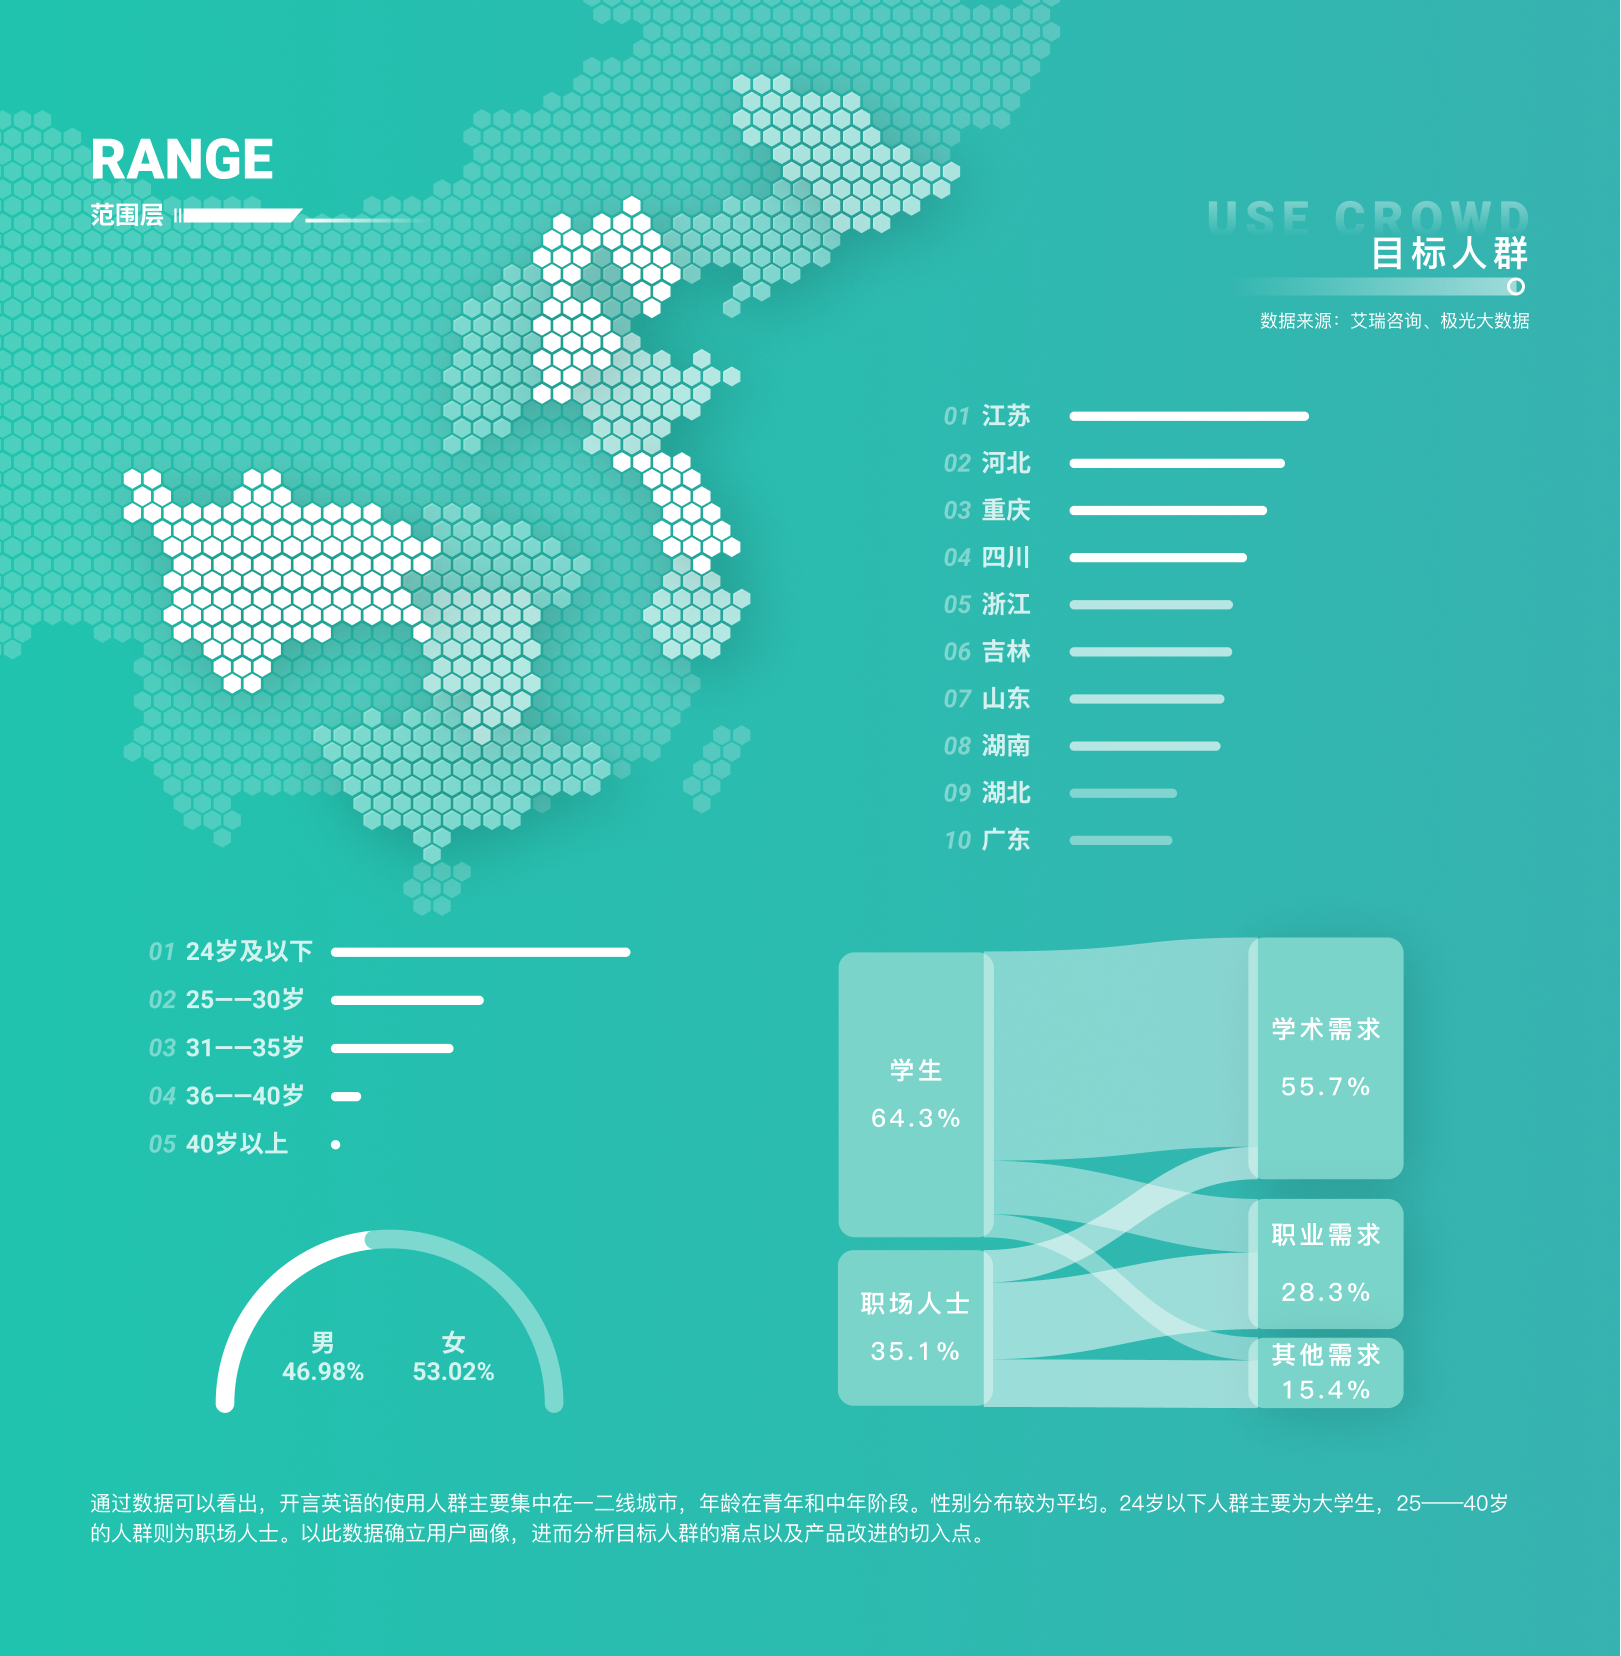 RANGE
范围层
USE CROWD
目标人群
数据来源：艾瑞咨询、极光大数据
01 江苏
02 河北
03 重庆
04 四川
05 浙江
06 吉林
07 山东
08 湖南
09 湖北
10 广东
01 24岁及以下
02 25——30岁
03 31——35岁
04 36——40岁
05 40岁以上
男
46.98%
女
53.02%
学生
64.3%
职场人士
35.1%
学术需求
55.7%
职业需求
28.3%
其他需求
15.4%
通过数据可以看出，开言英语的使用人群主要集中在一二线城市，年龄在青年和中年阶段。性别分布较为平均。24岁以下人群主要为大学生，25——40岁
的人群则为职场人士。以此数据确立用户画像，进而分析目标人群的痛点以及产品改进的切入点。